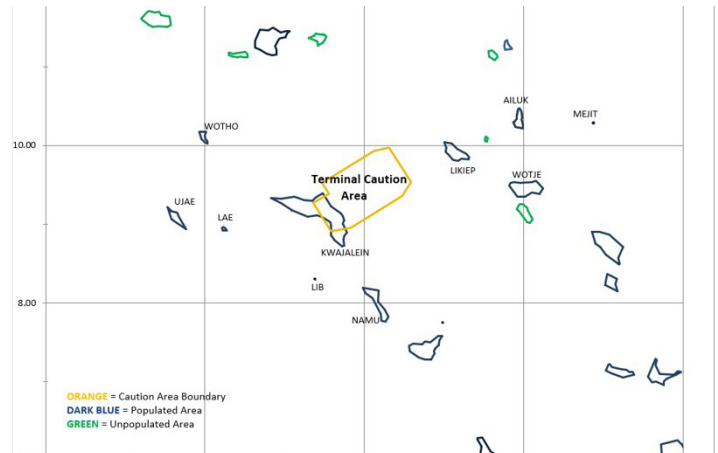 AILUK
MEJIT
WOTHO
10.00
LIKIEP
Terminal Caution
Area
WOTJE
UJAE
LAE
KWAJALEIN
LIB
8.00
NAMU
ORANGE = Caution Area Boundary
DARK BLUE = Populated Area
GREEN = Unpopulated Area